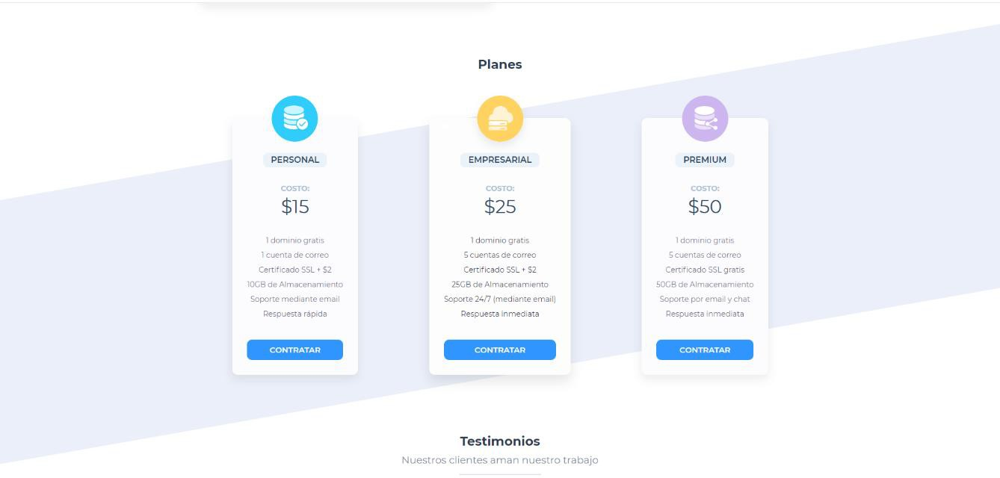 Planes
PERSONAL
COSTO:
$15
1 dominio gratis
1 cuenta de correo
Certificado SSL + $2
10GB de Almacenamiento
Soporte mediante email
Respuesta rápida
CONTRATAR
EMPRESARIAL
COSTO:
$25
1 dominio gratis
5 cuentas de correo
Certificado SSL + $2
25GB de Almacenamiento
Soporte 24/7 (mediante email)
Respuesta inmediata
CONTRATAR
PREMIUM
COSTO:
$50
1 dominio gratis
5 cuentas de correo
Certificado SSL gratis
50GB de Almacenamiento
Soporte por email y chat
Respuesta inmediata
CONTRATAR
Testimonios
Nuestros clientes aman nuestro trabajo